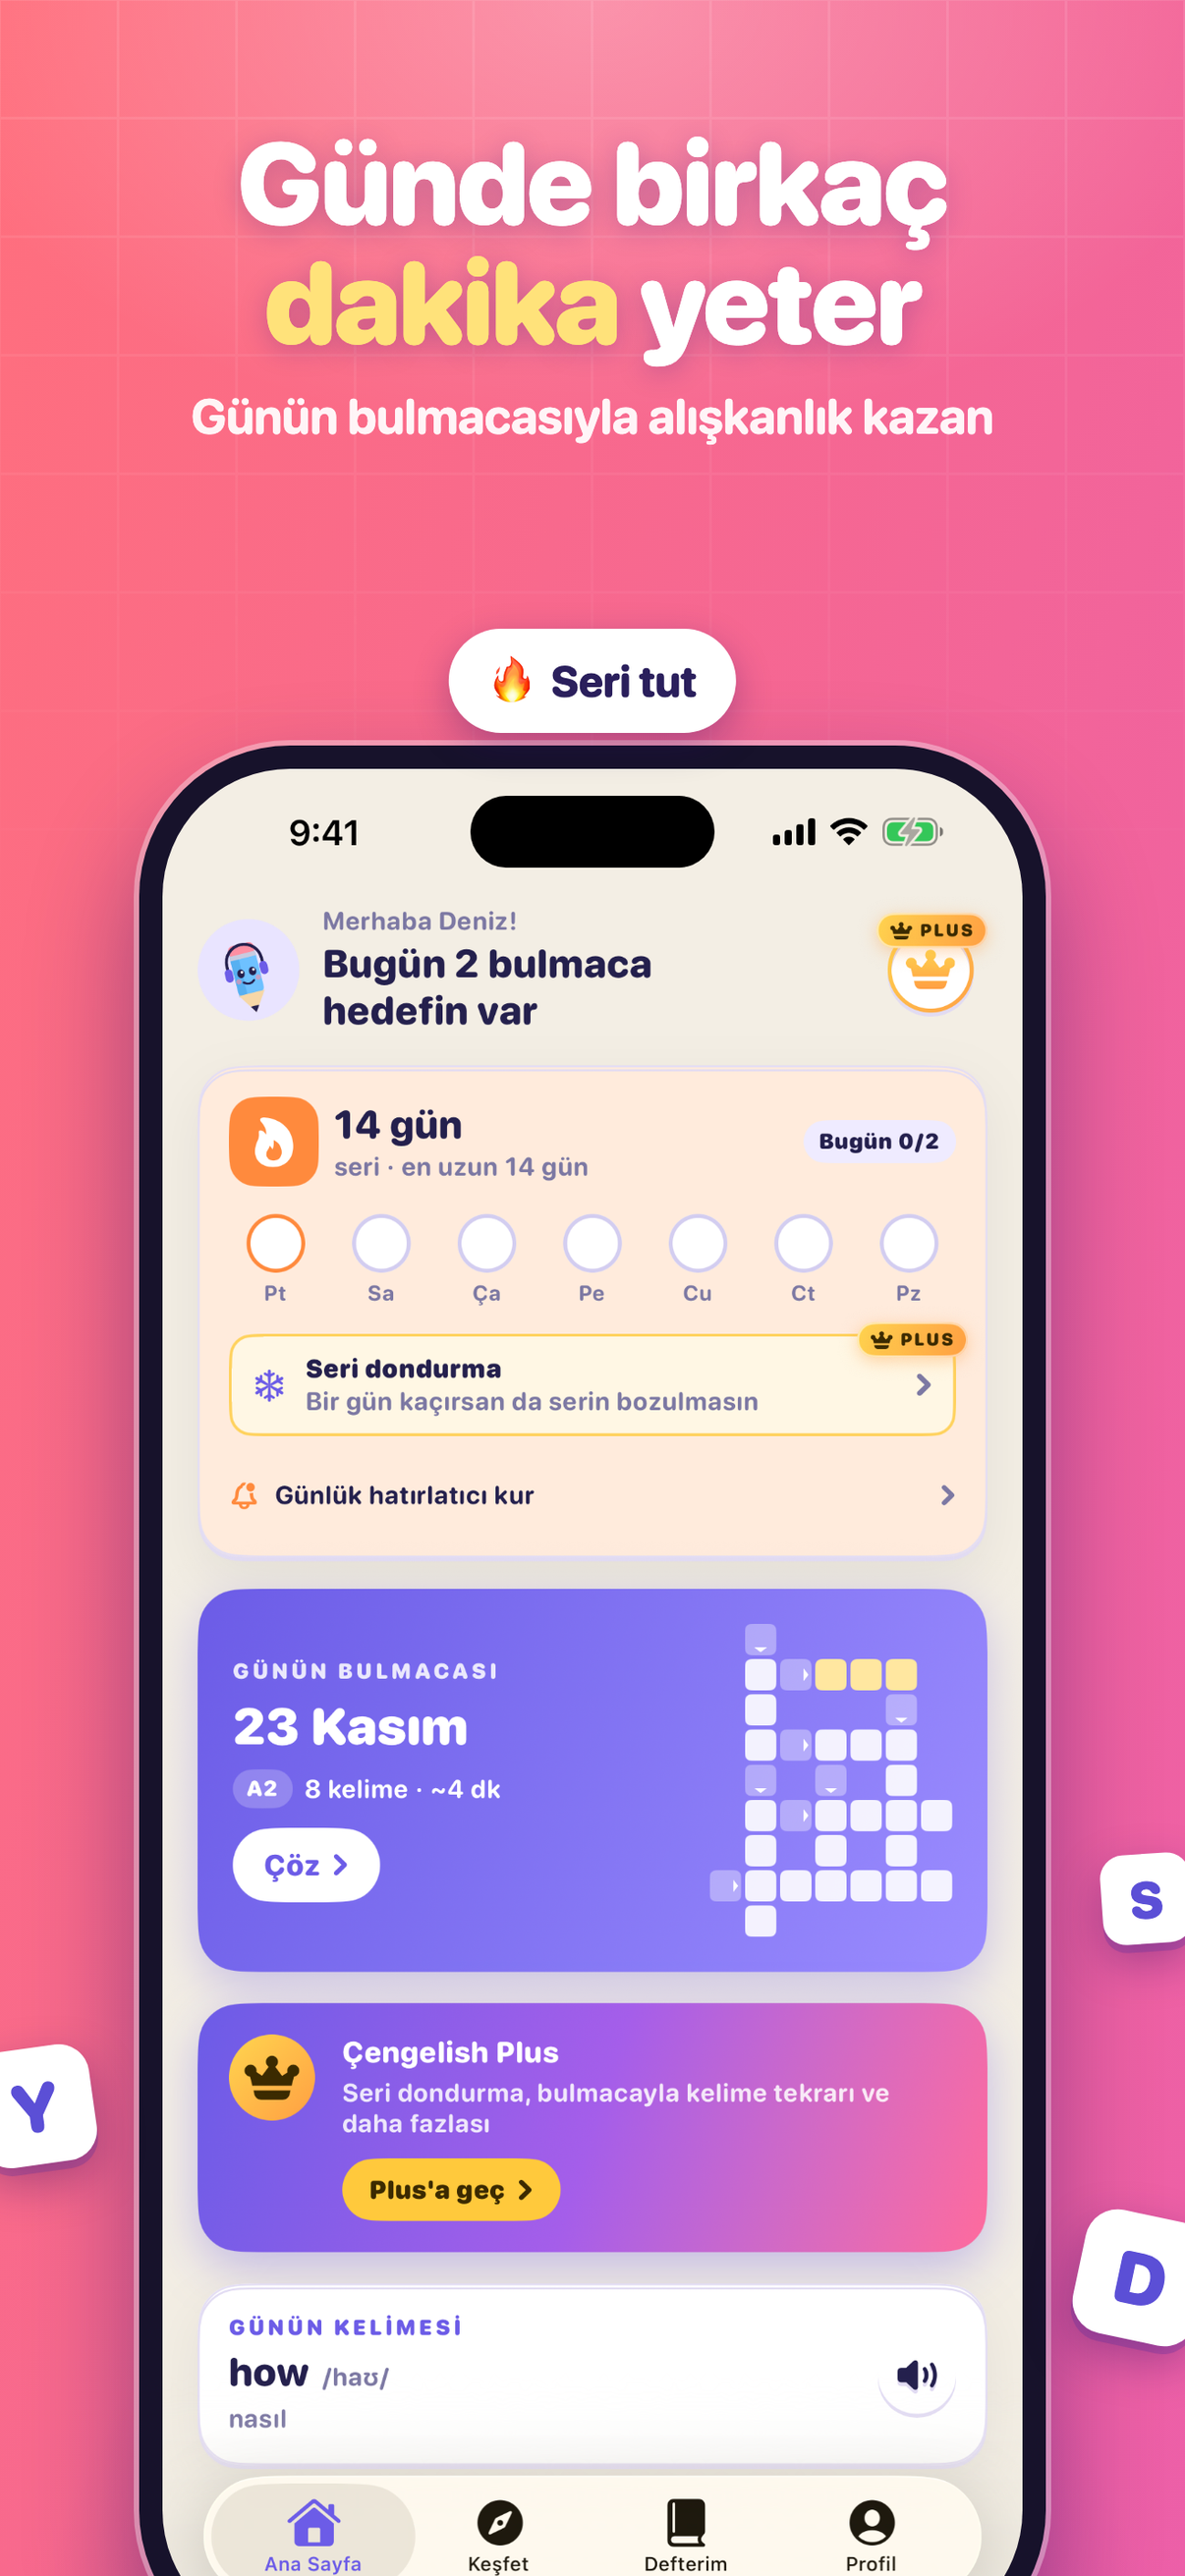 Günde birkaç
dakika yeter
Günün bulmacasıyla alışkanlık kazan
Seri tut
9:41
Merhaba Deniz!
Bugün 2 bulmaca
hedefin var
PLUS
14 gün
seri · en uzun 14 gün
Bugün 0/2
Pt Sa Ça Pe Cu Ct Pz
PLUS
Seri dondurma
Bir gün kaçırsan da serin bozulmasın
Günlük hatırlatıcı kur
GÜNÜN BULMACASI
23 Kasım
A2 8 kelime · ~4 dk
Çöz
S
Çengelish Plus
Seri dondurma, bulmacayla kelime tekrarı ve
daha fazlası
Plus'a geç
Y
D
GÜNÜN KELİMESİ
how /haʊ/
nasıl
Ana Sayfa Keşfet Defterim Profil